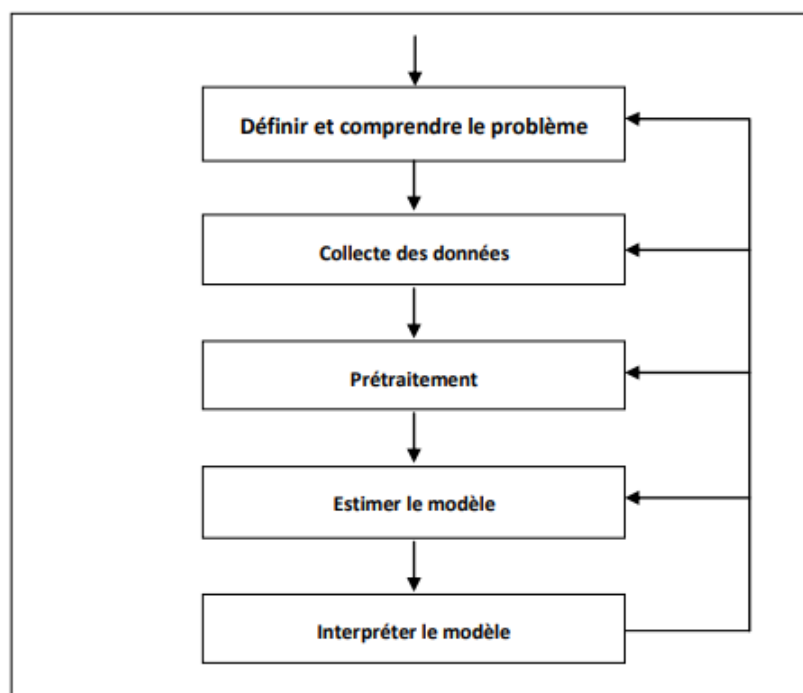 Définir et comprendre le problème
Collecte des données
Prétraitement
Estimer le modèle
Interpréter le modèle